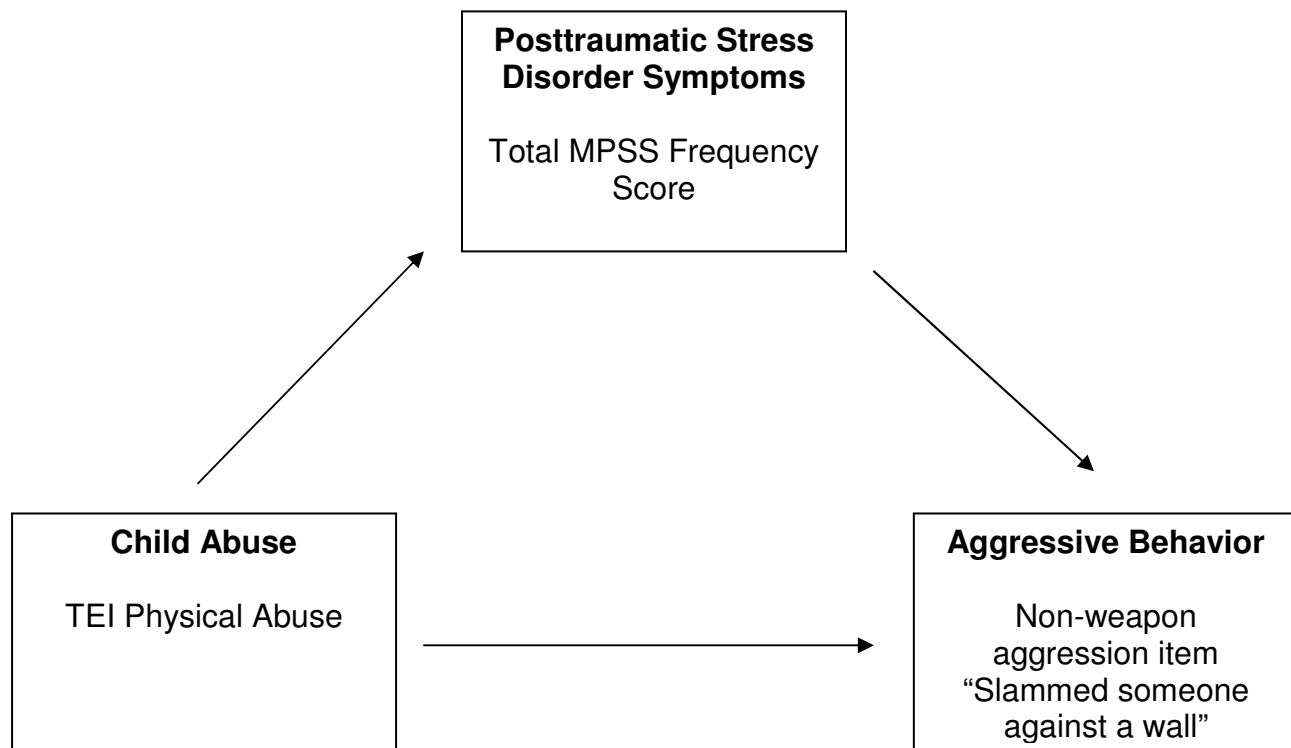 Posttraumatic Stress
Disorder Symptoms
Total MPSS Frequency
Score
Child Abuse
TEI Physical Abuse
Aggressive Behavior
Non-weapon
aggression item
“Slammed someone
against a wall”